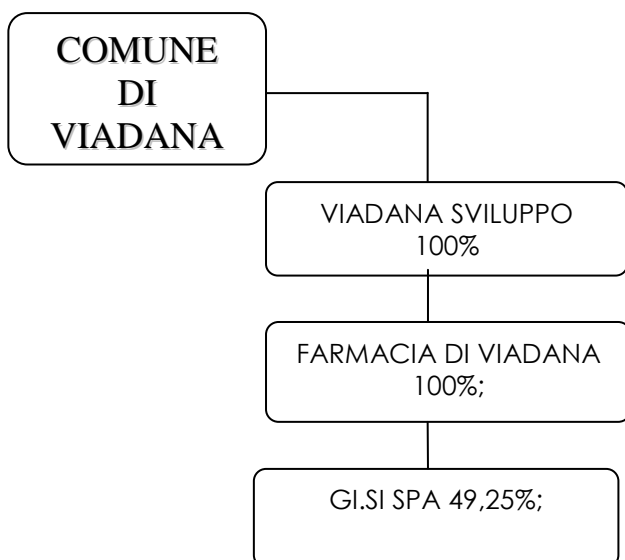 COMUNE
DI
VIADANA
VIADANA SVILUPPO
100%
FARMACIA DI VIADANA
100%;
GI.SI SPA 49,25%;